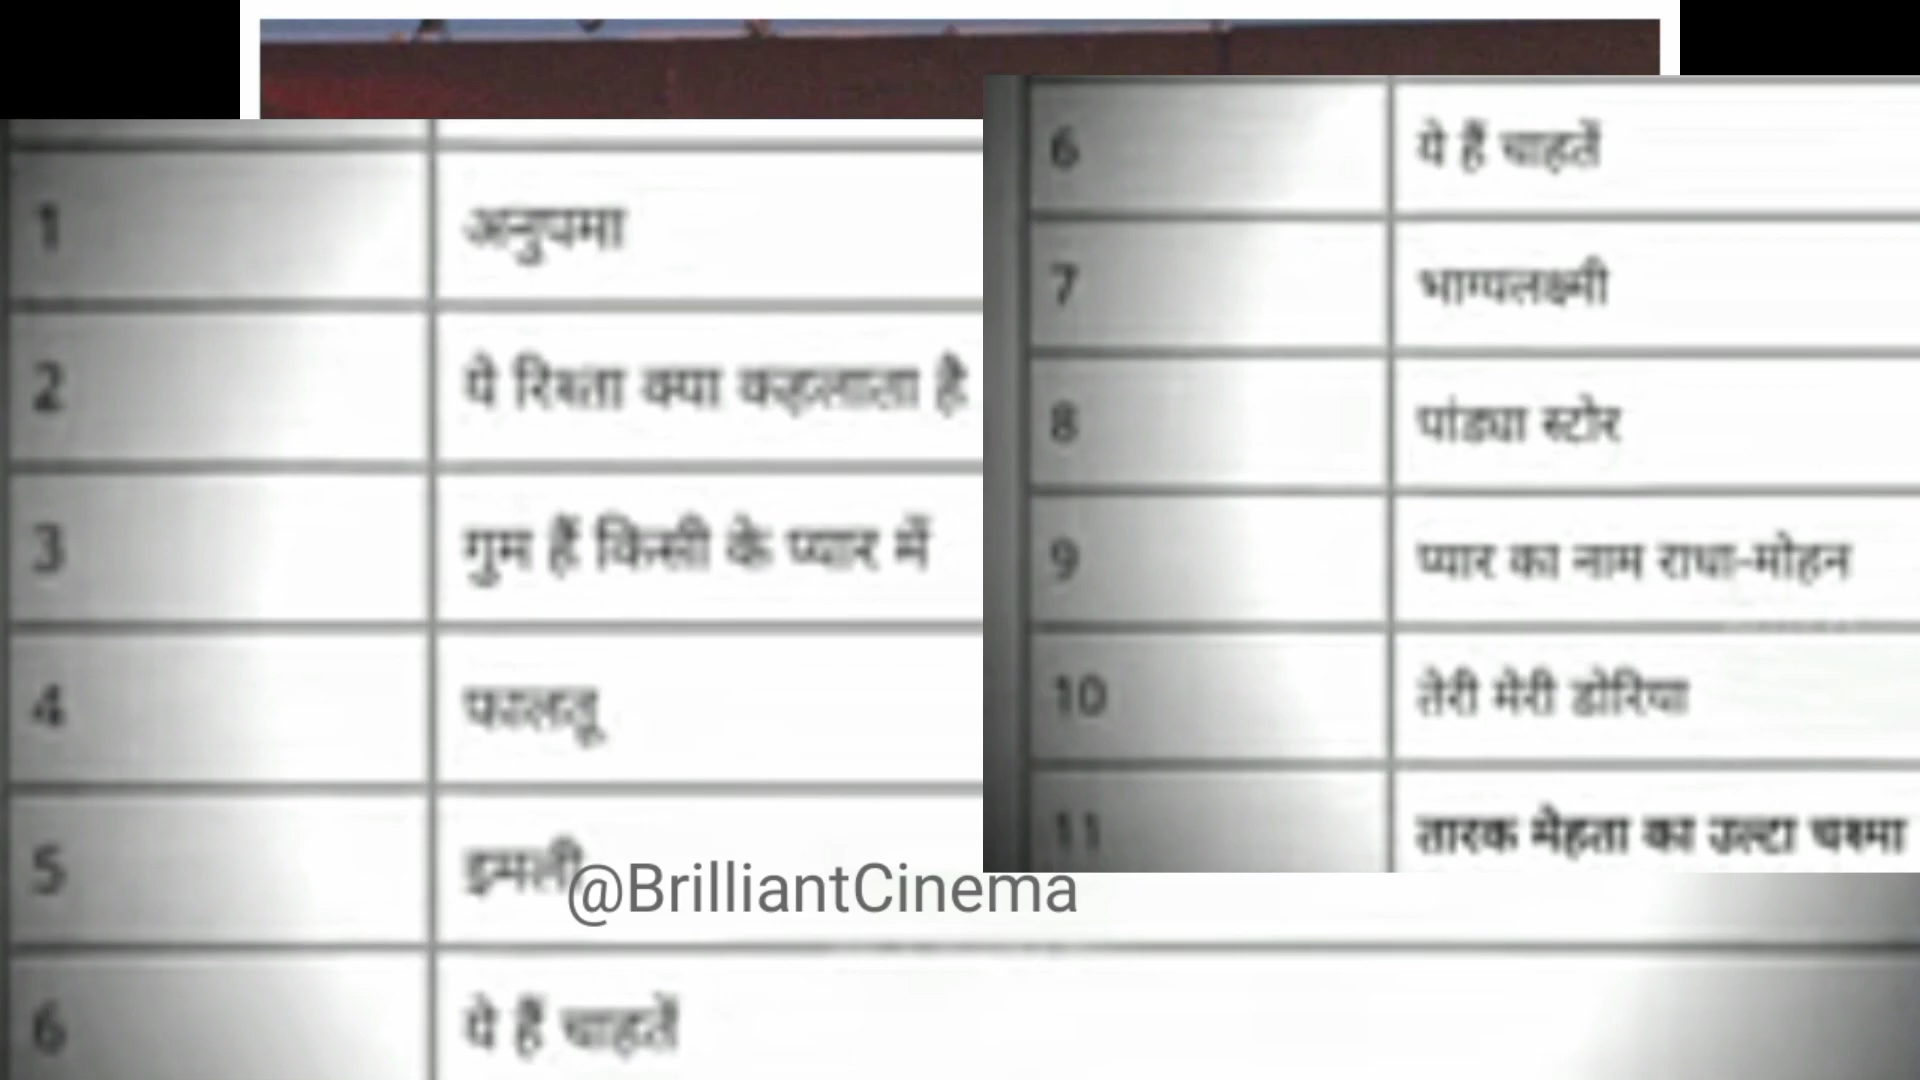 1 अनुपमा
2 ये रिश्ता क्या कहलाता है
3 गुम हैं किसी के प्यार में
4 फालतू
5 इमली
6 ये हैं चाहतें
@BrilliantCinema
6 ये हैं चाहतें
7 भाग्यलक्ष्मी
8 पांड्या स्टोर
9 प्यार का नाम राधा-मोहन
10 तेरी मेरी डोरिया
11 तारक मेहता का उल्टा चश्मा